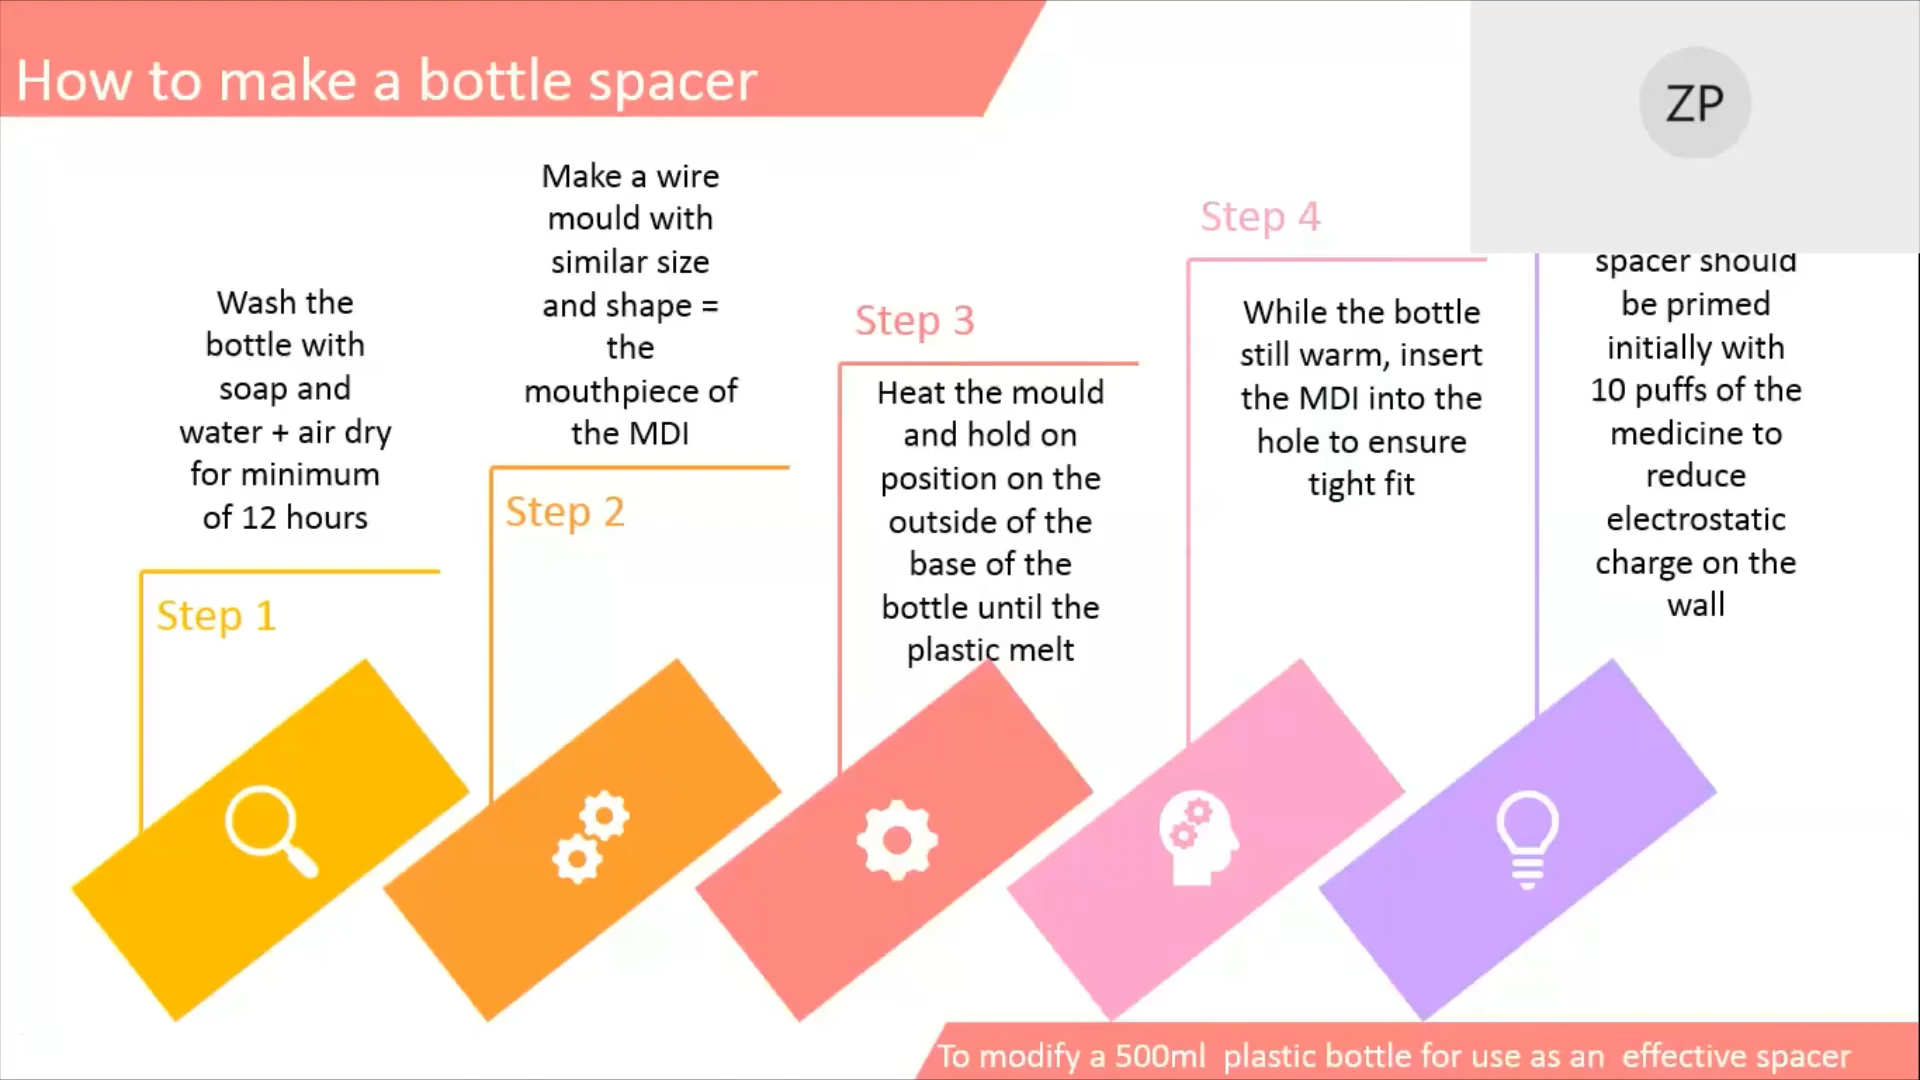 How to make a bottle spacer
ZP
Wash the
bottle with
soap and
water + air dry
for minimum
of 12 hours
Step 1
Make a wire
mould with
similar size
and shape =
the
mouthpiece of
the MDI
Step 2
Step 3
Heat the mould
and hold on
position on the
outside of the
base of the
bottle until the
plastic melt
Step 4
While the bottle
still warm, insert
the MDI into the
hole to ensure
tight fit
spacer should
be primed
initially with
10 puffs of the
medicine to
reduce
electrostatic
charge on the
wall
To modify a 500ml plastic bottle for use as an effective spacer